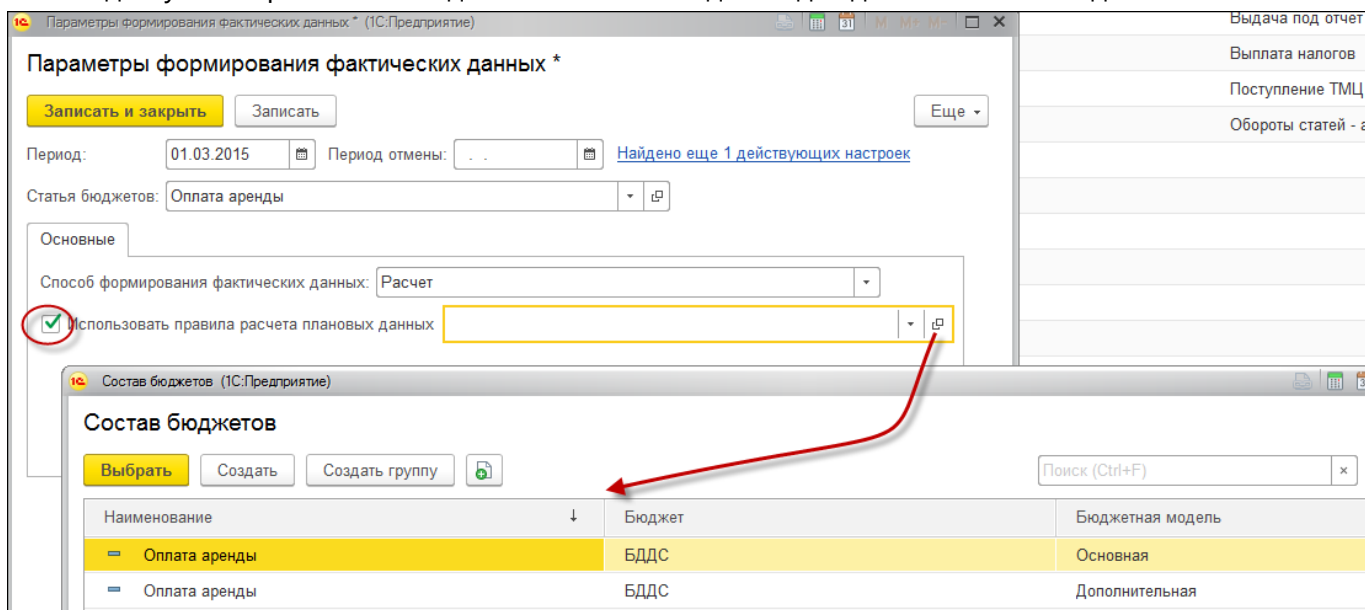 Параметры формирования фактических данных * (1С:Предприятие)
M M+ M-
Выдача под отчет
Параметры формирования фактических данных *
Выплата налогов
Поступление ТМЦ
Записать и закрыть Записать Еще
Обороты статей -
Период: 01.03.2015 Период отмены: . . Найдено еще 1 действующих настроек
Статья бюджетов: Оплата аренды
Основные
Способ формирования фактических данных: Расчет
Использовать правила расчета плановых данных
Состав бюджетов (1С:Предприятие)
Состав бюджетов
Выбрать Создать Создать группу Поиск (Ctrl+F) ×
Наименование ↓ Бюджет Бюджетная модель
Оплата аренды БДДС Основная
Оплата аренды БДДС Дополнительная